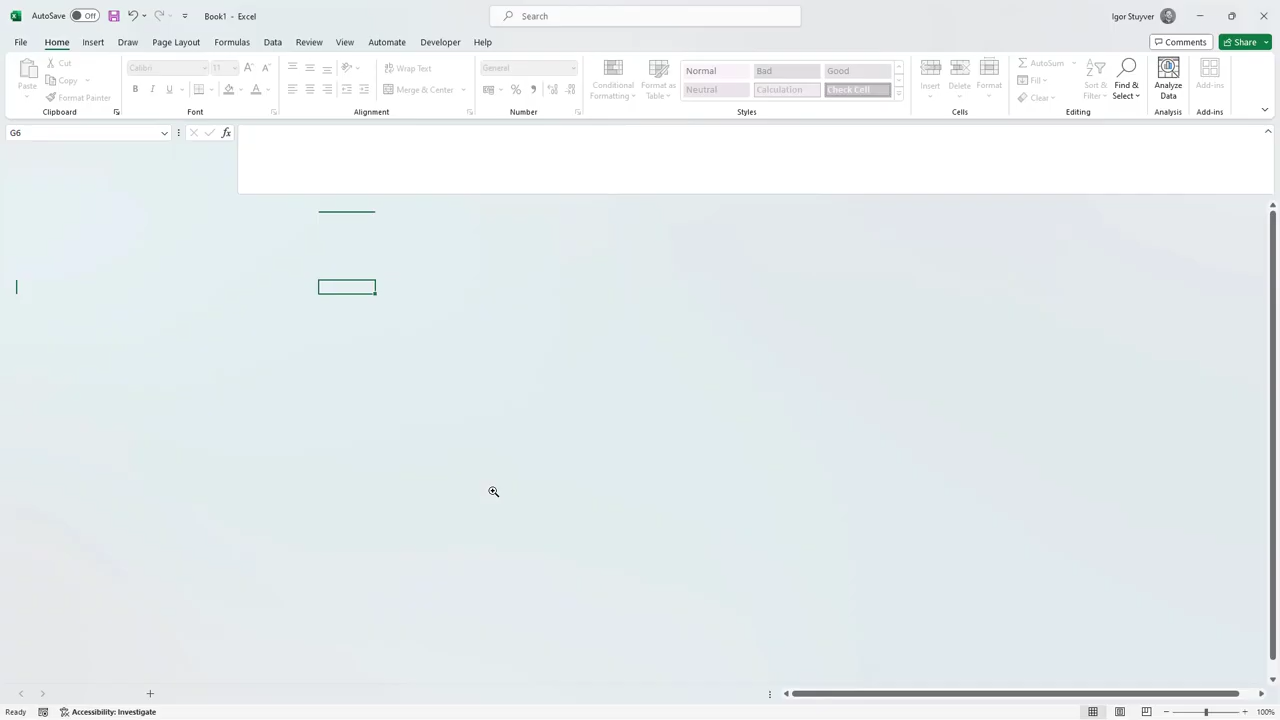 AutoSave Off Book1 - Excel Search Igor Stuyver
File Home Insert Draw Page Layout Formulas Data Review View Automate Developer Help Comments Share
Paste
Cut
Copy
Format Painter
Clipboard
Calibri 11
B I U A
Font
Wrap Text
Merge & Center
Alignment
General
%
Number
Conditional
Formatting
Format as
Table
Normal Bad Good
Neutral Calculation Check Cell
Styles
Insert Delete Format
Cells
AutoSum
Fill
Clear
Sort &
Filter
Find &
Select
Editing
Analyze
Data
Analysis
Add-ins
Add-ins
G6 fx
Ready Accessibility: Investigate 100%